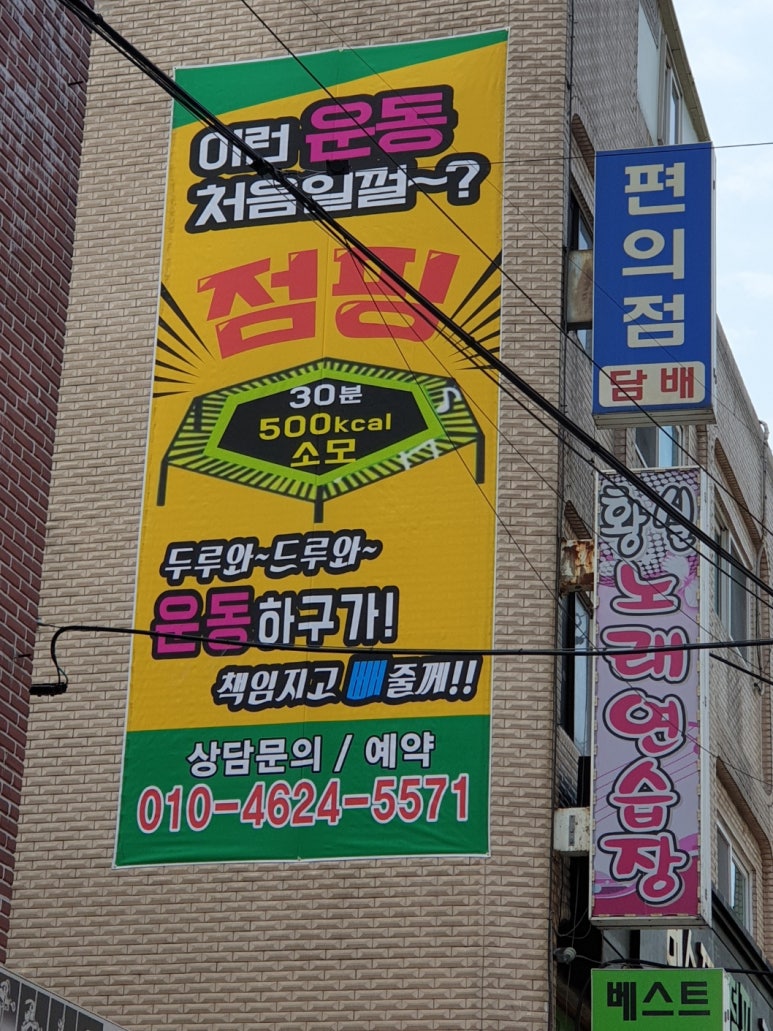 이런 운동
처음일껄~?
점핑
30분
500kcal
소모
두루와~드루와~
운동하구가!
책임지고 빼줄께!!
상담문의 / 예약
010-4624-5571
편의점
담배
황실
노래연습장
베스트